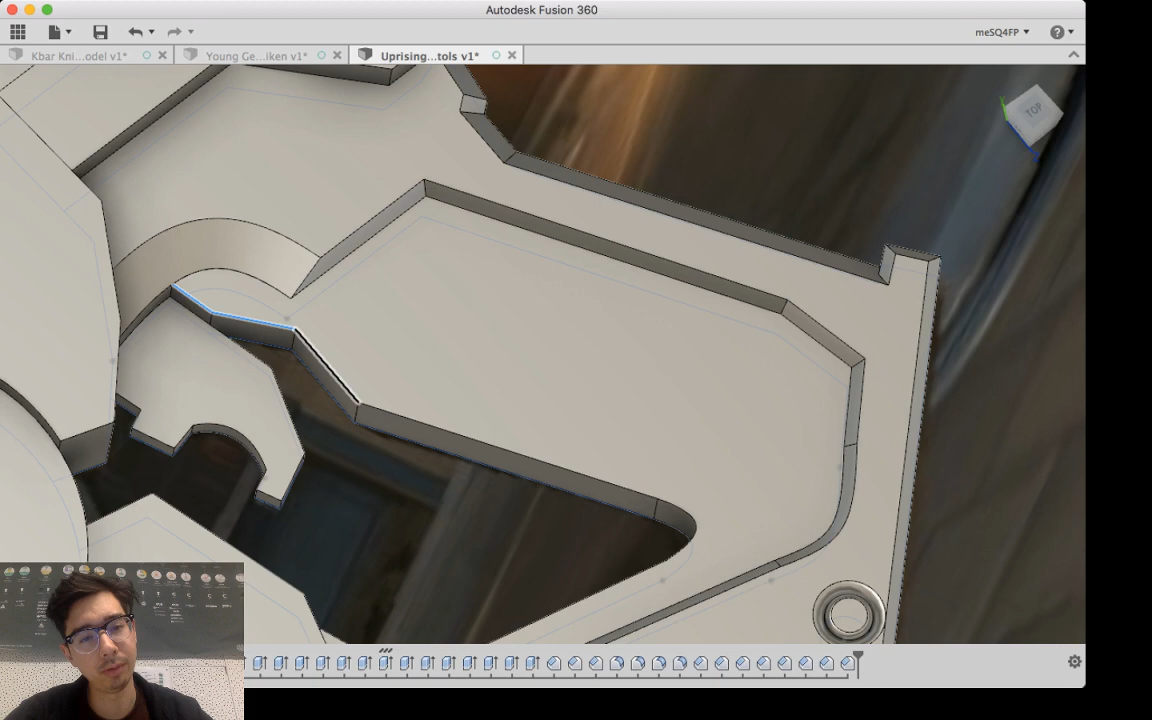 Autodesk Fusion 360
meSQ4FP
Kbar Kni...odel v1*
Young Ge...iken v1*
Uprising...tols v1*
TOP